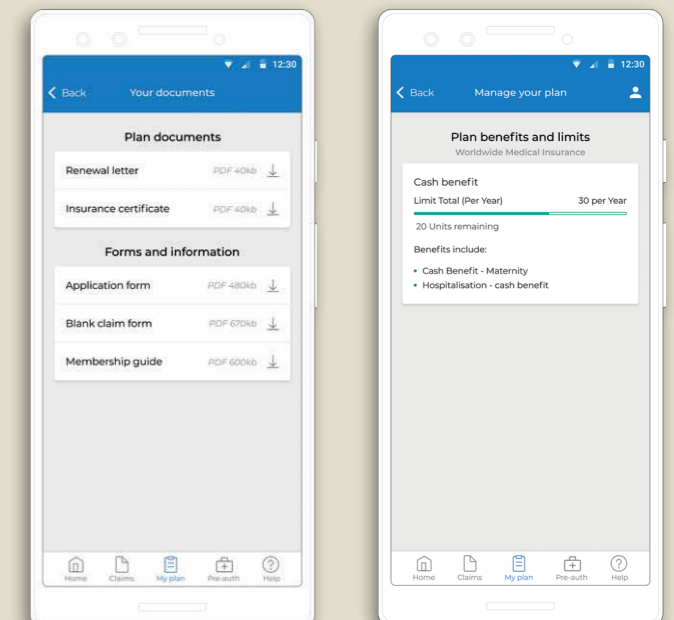 12:30
Back Your documents
Plan documents
Renewal letter PDF 40kb
Insurance certificate PDF 40kb
Forms and information
Application form PDF 480kb
Blank claim form PDF 670kb
Membership guide PDF 600kb
Home Claims My plan Pre-auth Help
12:30
Back Manage your plan
Plan benefits and limits
Worldwide Medical Insurance
Cash benefit
Limit Total (Per Year) 30 per Year
20 Units remaining
Benefits include:
• Cash Benefit - Maternity
• Hospitalisation - cash benefit
Home Claims My plan Pre-auth Help